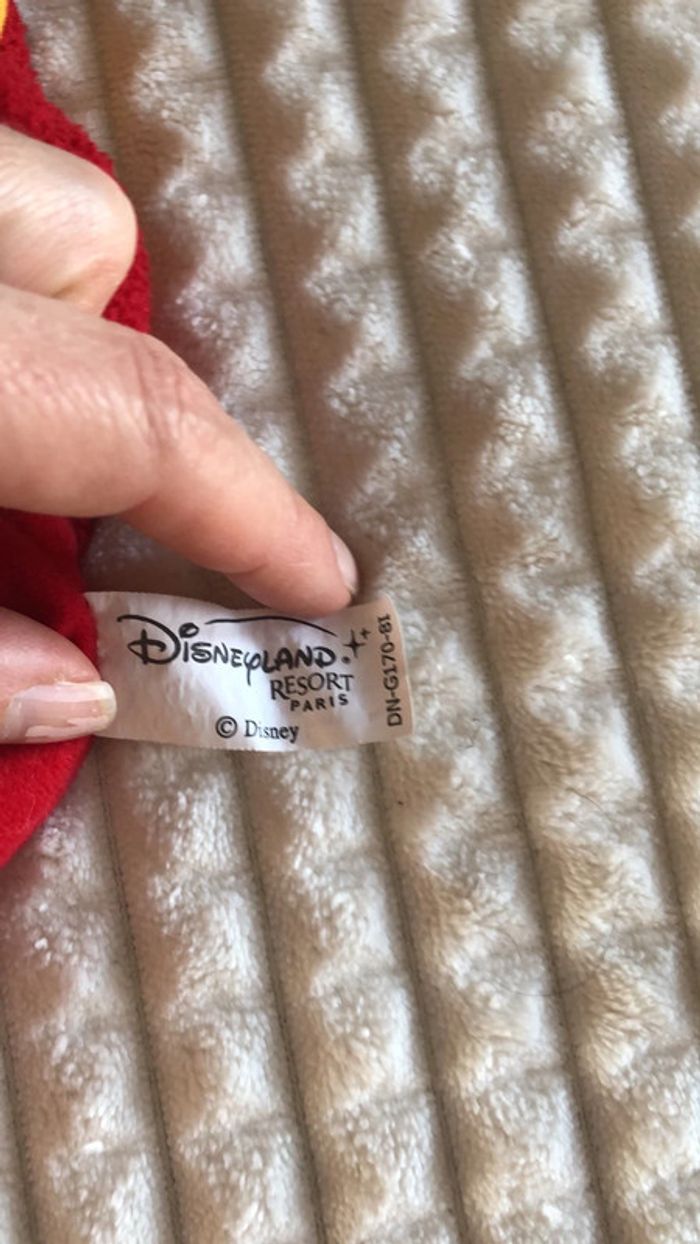 Disneyland
RESORT
PARIS
© Disney
DN-G170-81